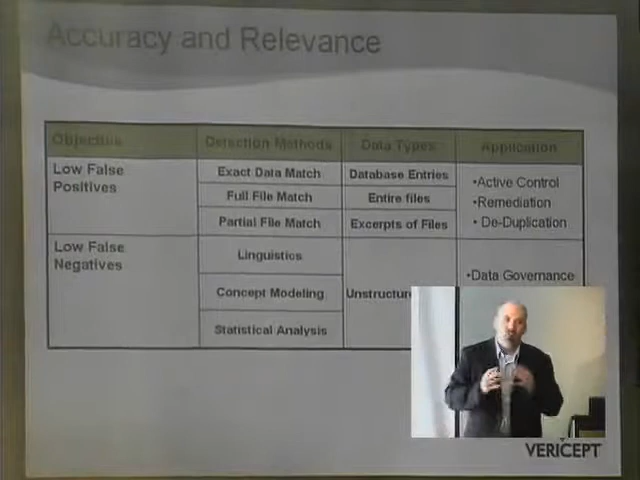 Accuracy and Relevance
Objective
Detection Methods
Data Types
Application
Low False
Positives
Exact Data Match
Database Entries
Full File Match
Entire files
Partial File Match
Excerpts of Files
•Active Control
•Remediation
• De-Duplication
Low False
Negatives
Linguistics
Concept Modeling
Statistical Analysis
Unstructure
•Data Governance
VERICEPT